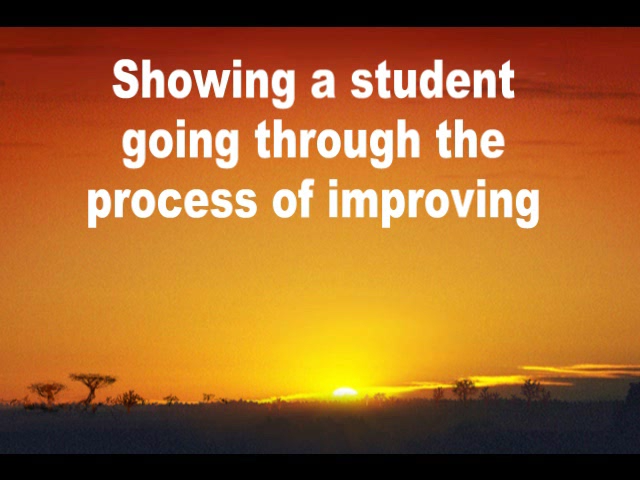 Showing a student
going through the
process of improving